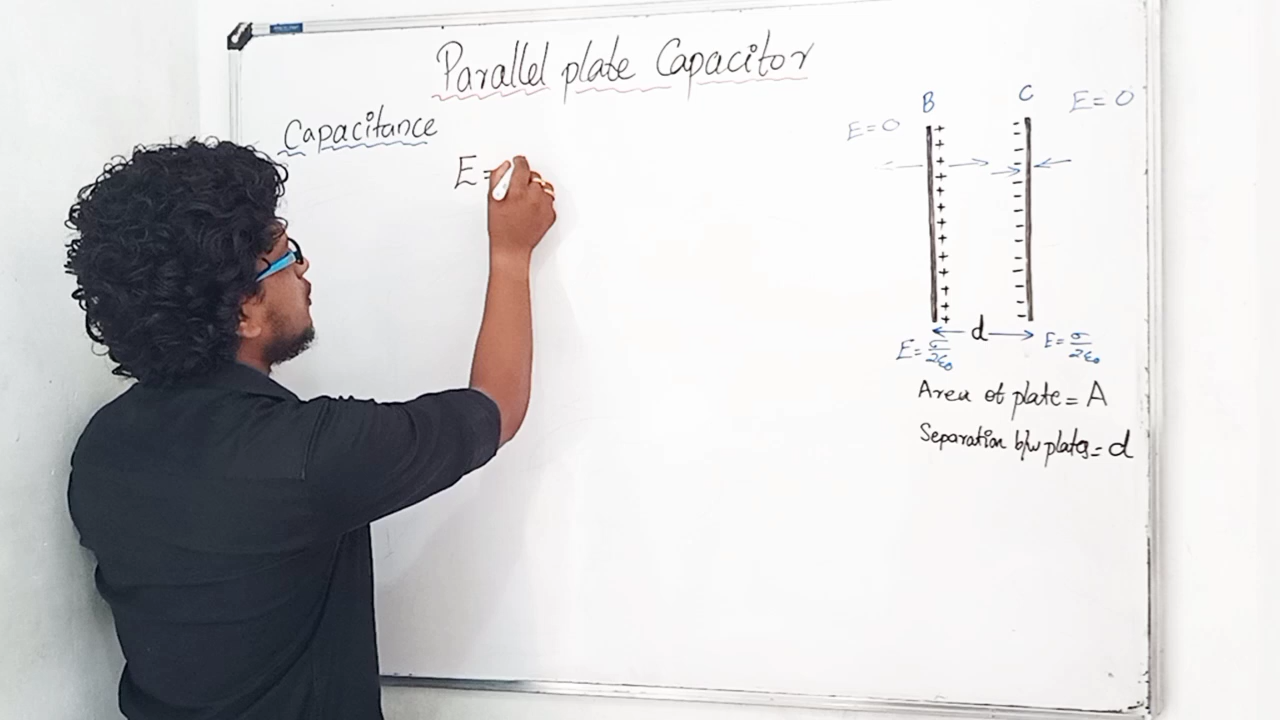 Parallel plate Capacitor
Capacitance
E=
B
C
E=0
E=0
+ + + + + + + + + + + + +
− − − − − − − − − − − −
d
E=σ/2ε₀
E=σ/2ε₀
Area of plate = A
Separation b/w plates = d